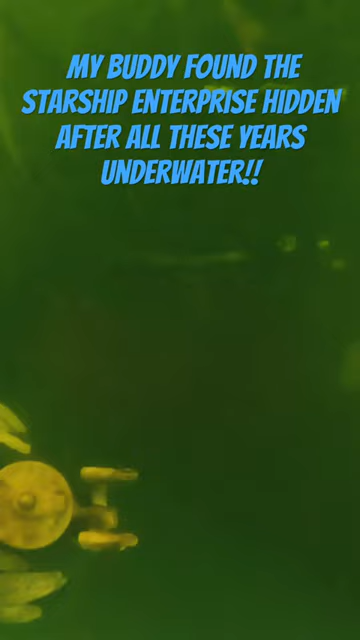 MY BUDDY FOUND THE
STARSHIP ENTERPRISE HIDDEN
AFTER ALL THESE YEARS
UNDERWATER!!